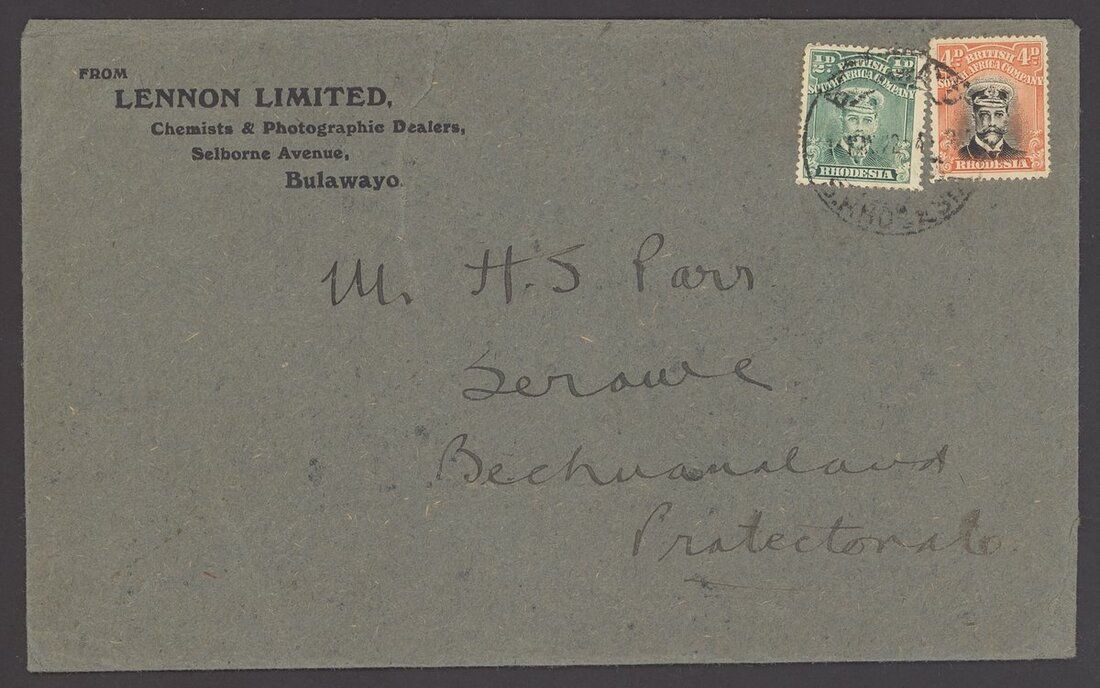 FROM
LENNON LIMITED,
Chemists & Photographic Dealers,
Selborne Avenue,
Bulawayo.
½D ½D
BRITISH
SOUTH AFRICA COMPANY
RHODESIA
4D 4D
BRITISH
SOUTH AFRICA COMPANY
RHODESIA
S. RHODESIA
Mr. H. S. Parr
Serowe.
Bechuanaland
Protectorate.